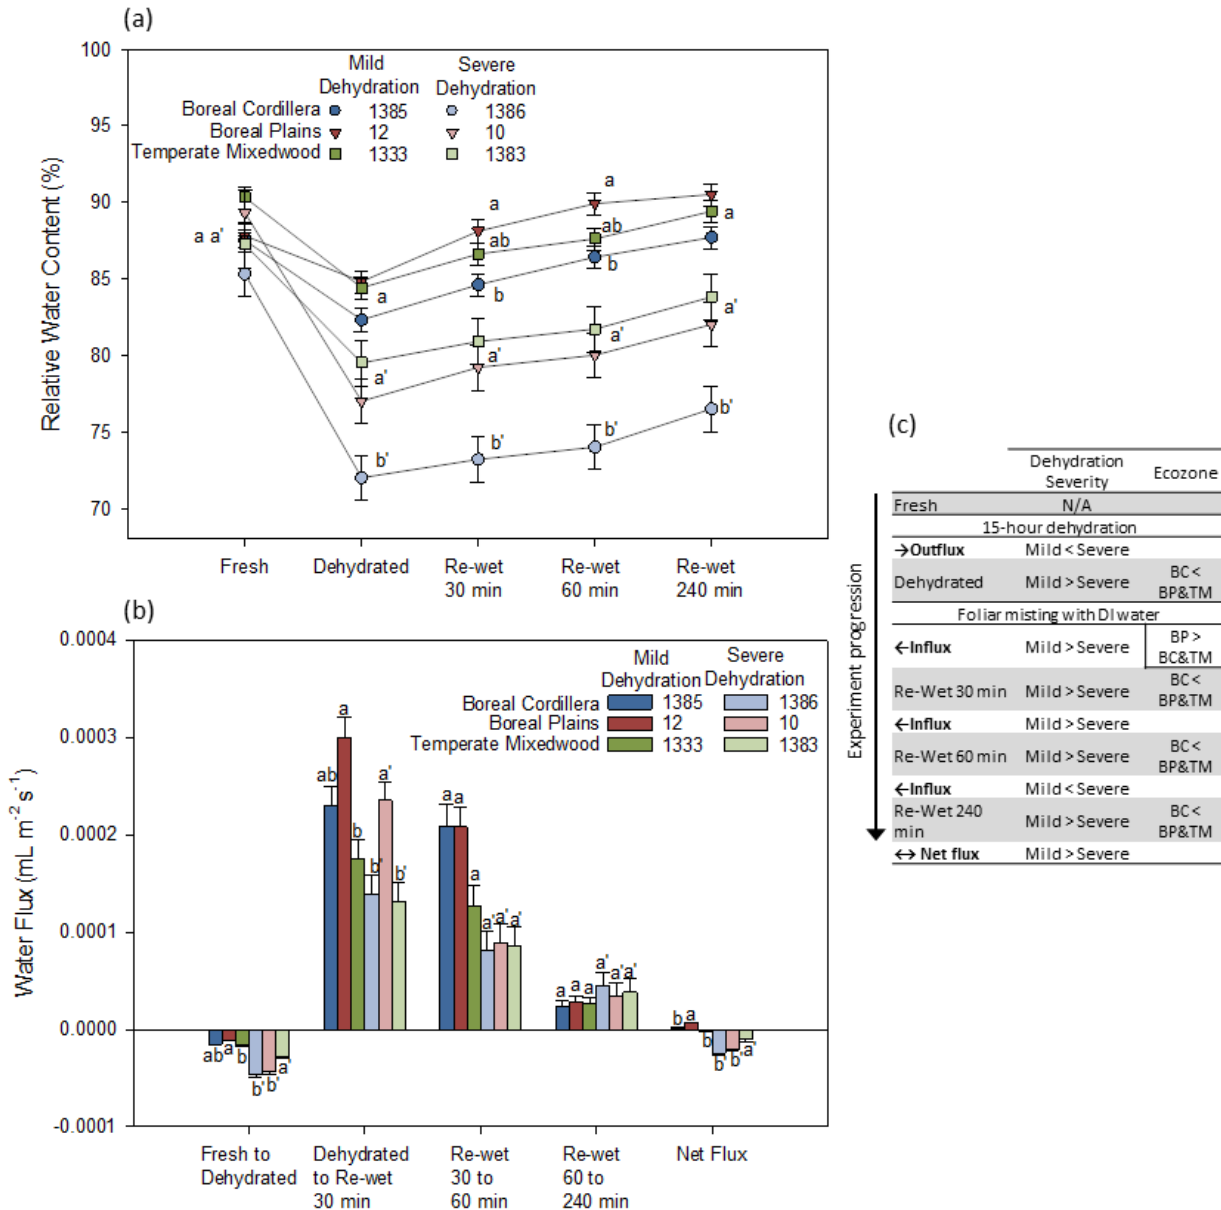 (a)
100
95
90
85
80
75
70
Relative Water Content (%)
Mild Dehydration
Severe Dehydration
Boreal Cordillera 1385 1386
Boreal Plains 12 10
Temperate Mixedwood 1333 1383
a a'
a
a'
b'
a
ab
b
a'
b'
a
ab
b
a'
b'
a
a'
b'
Fresh
Dehydrated
Re-wet 30 min
Re-wet 60 min
Re-wet 240 min
(b)
0.0004
0.0003
0.0002
0.0001
0.0000
-0.0001
Water Flux (mL m⁻² s⁻¹)
Mild Dehydration
Severe Dehydration
Boreal Cordillera 1385 1386
Boreal Plains 12 10
Temperate Mixedwood 1333 1383
ab a b b' b' a'
ab a b b' a' b'
a a a a' a' a'
a a a a' a' a'
b a b b' b' a'
Fresh to Dehydrated
Dehydrated to Re-wet 30 min
Re-wet 30 to 60 min
Re-wet 60 to 240 min
Net Flux
(c)
Experiment progression
Dehydration Severity
Ecozone
Fresh N/A
15-hour dehydration
→Outflux Mild < Severe
Dehydrated Mild > Severe BC < BP&TM
Foliar misting with DI water
←Influx Mild > Severe BP > BC&TM
Re-Wet 30 min Mild > Severe BC < BP&TM
←Influx Mild > Severe
Re-Wet 60 min Mild > Severe BC < BP&TM
←Influx Mild < Severe
Re-Wet 240 min Mild > Severe BC < BP&TM
↔ Net flux Mild > Severe